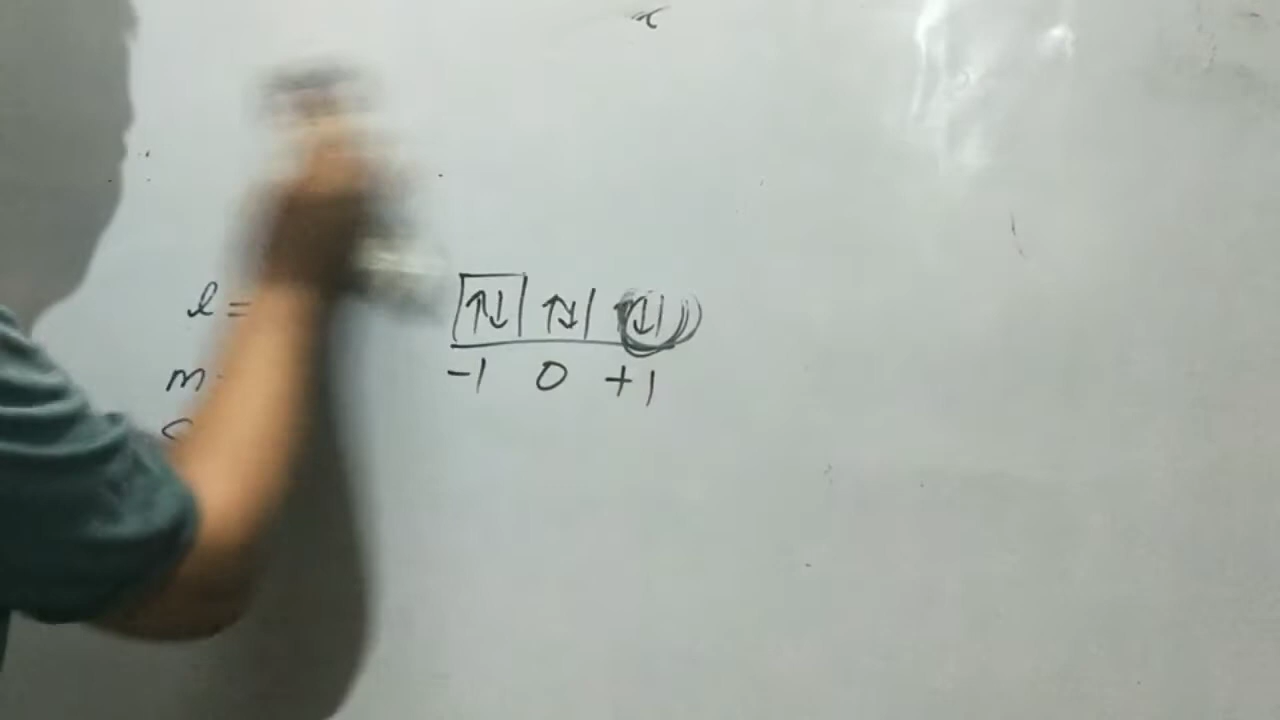 l = ↑↓ ↑↓ ↑↓
m -1 0 +1